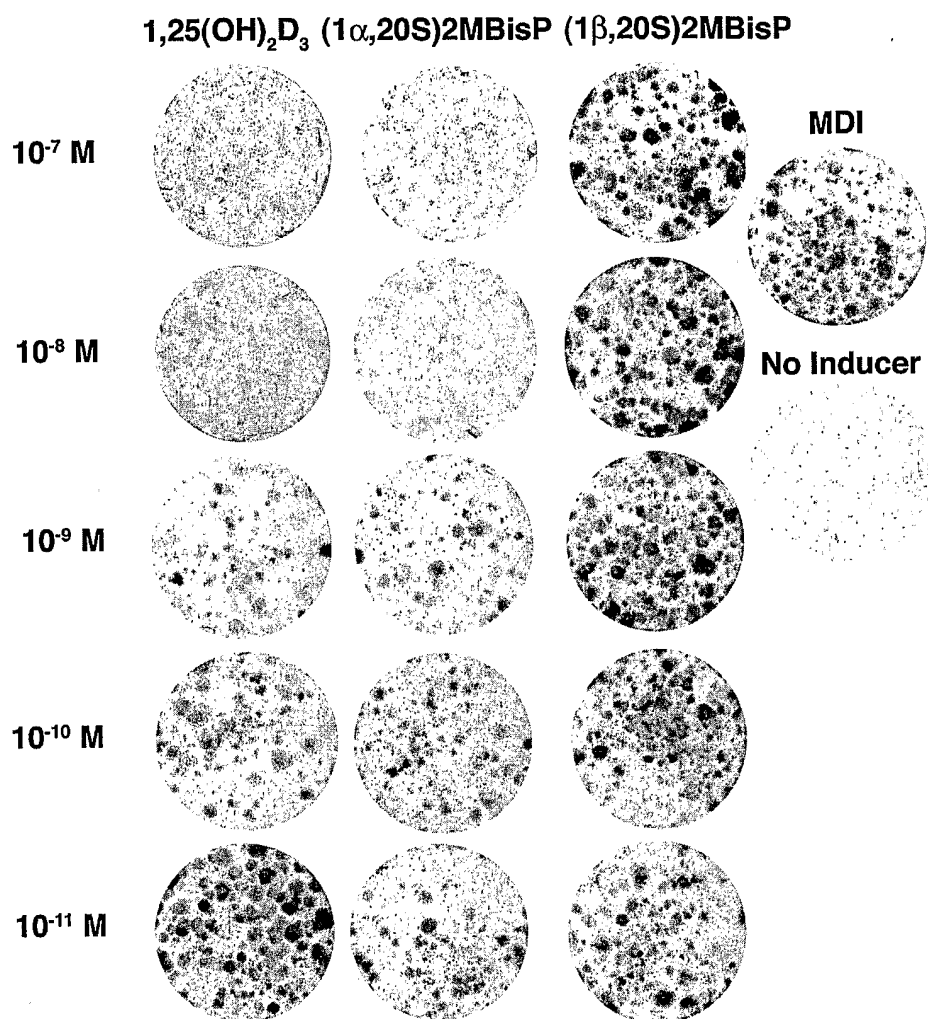 1,25(OH)₂D₃ (1α,20S)2MBisP (1β,20S)2MBisP
MDI
10⁻⁷ M
10⁻⁸ M
No Inducer
10⁻⁹ M
10⁻¹⁰ M
10⁻¹¹ M